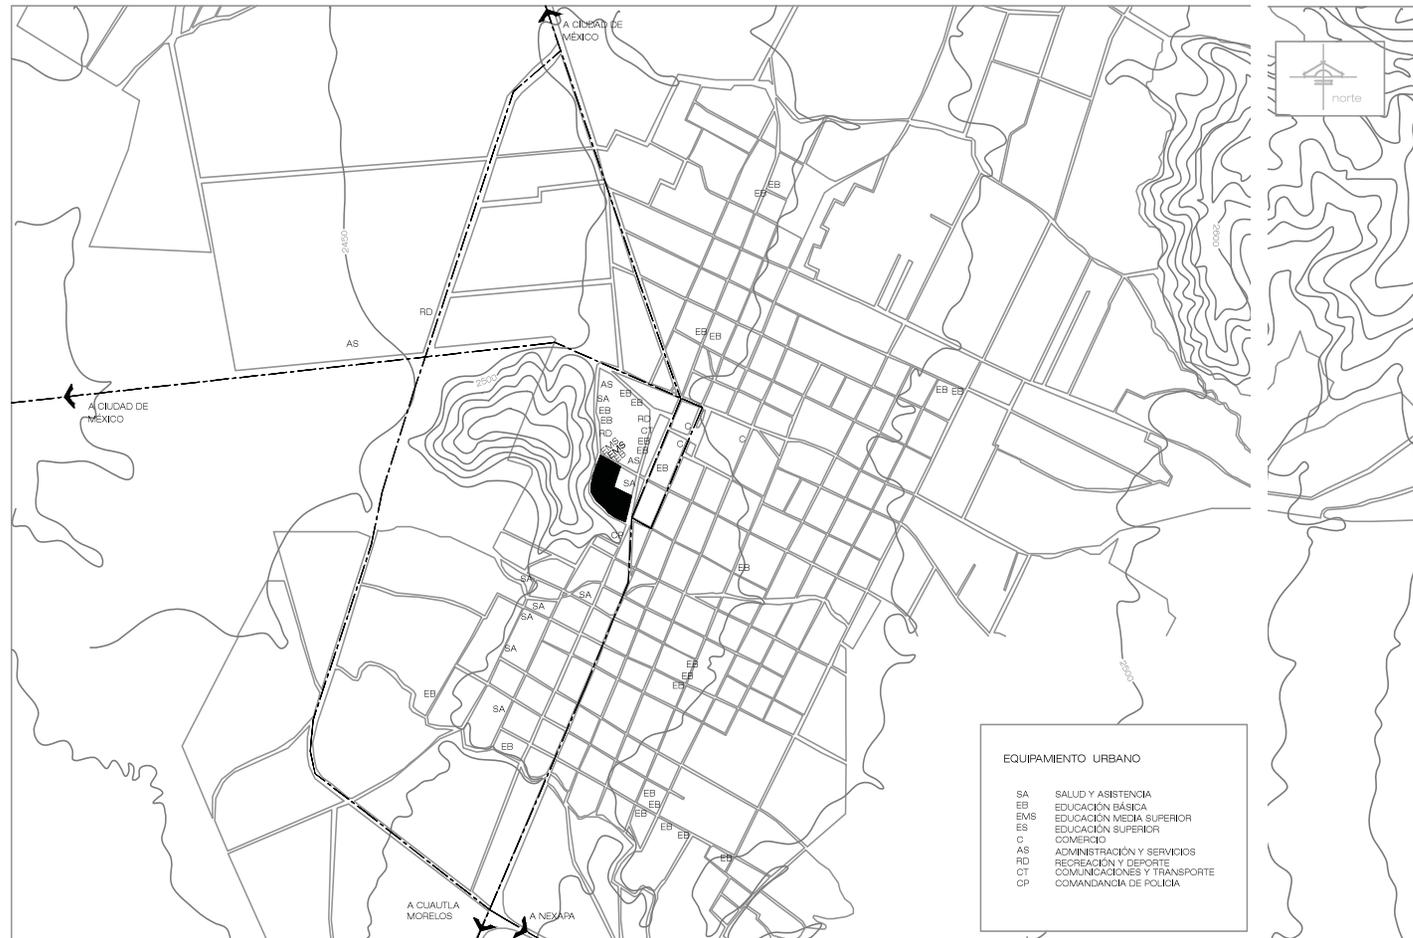 A CIUDAD DE
MÉXICO
norte
EB
EB
2450
2600
RD
EB
EB
AS
2500
A CIUDAD DE
MÉXICO
AS
EB
SA
EB
EB
EB
RD
RD
CT
EB
EB
AS
C
C
C
EB
EB
EB
SA
CP
SA
SA
SA
SA
EB
SA
EB
EB
EB
2500
EB
SA
EB
EB
EB
EB
EB
EB
EB
A CUAUTLA
MORELOS
A NEXAPA
EQUIPAMIENTO URBANO
SA SALUD Y ASISTENCIA
EB EDUCACIÓN BÁSICA
EMS EDUCACIÓN MEDIA SUPERIOR
ES EDUCACIÓN SUPERIOR
C COMERCIO
AS ADMINISTRACIÓN Y SERVICIOS
RD RECREACIÓN Y DEPORTE
CT COMUNICACIONES Y TRANSPORTE
CP COMANDANCIA DE POLICIA